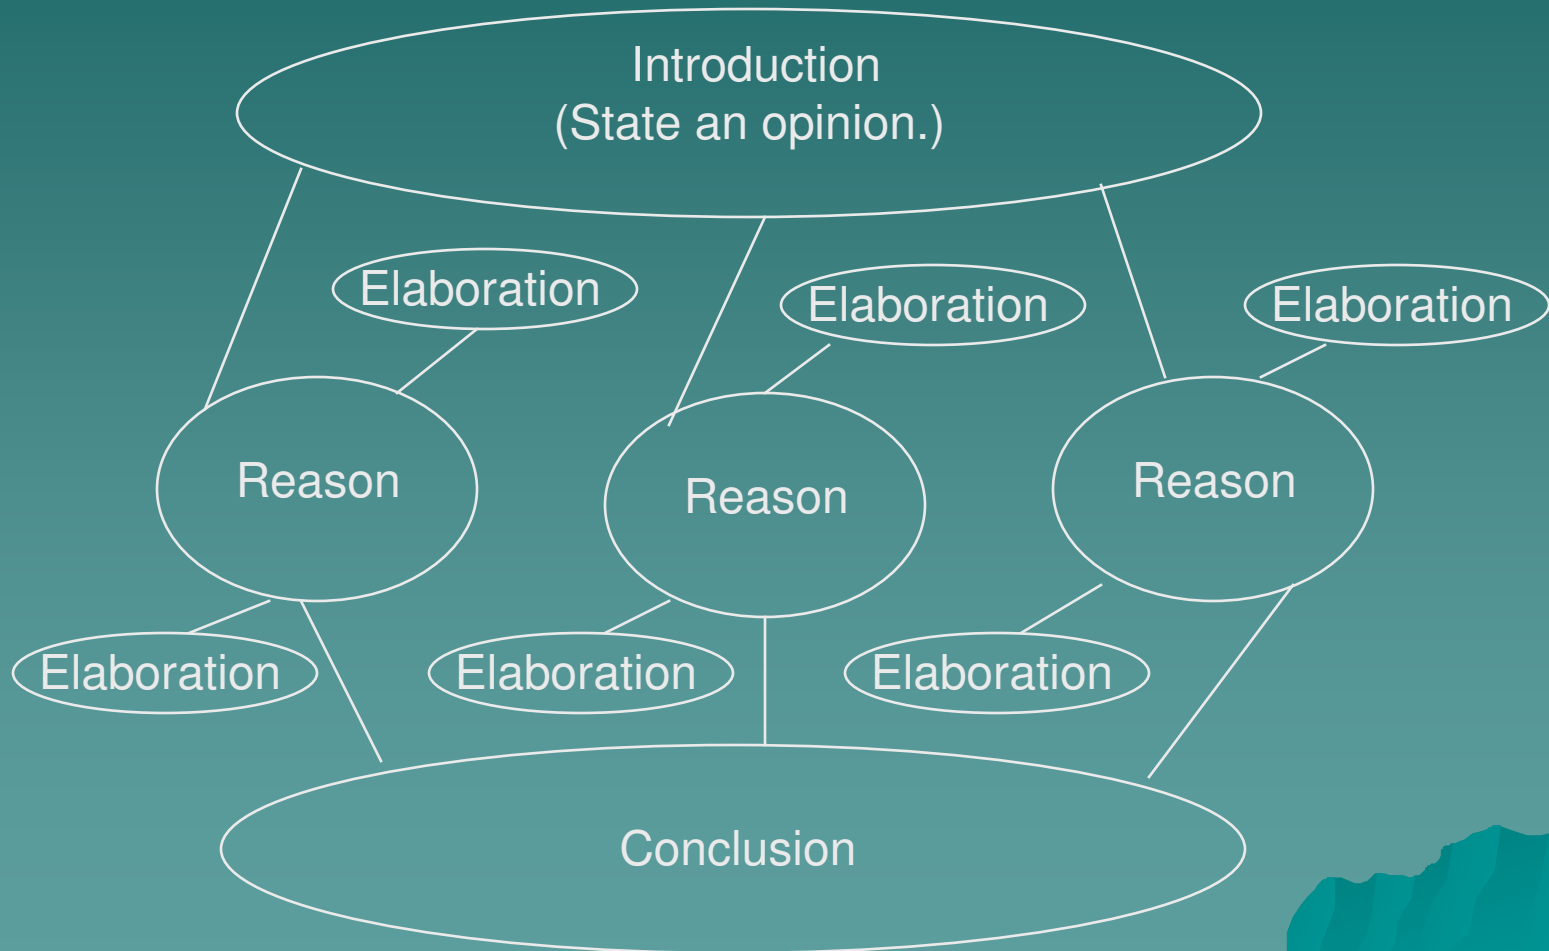 Introduction
(State an opinion.)
Elaboration
Elaboration
Elaboration
Reason
Reason
Reason
Elaboration
Elaboration
Elaboration
Conclusion